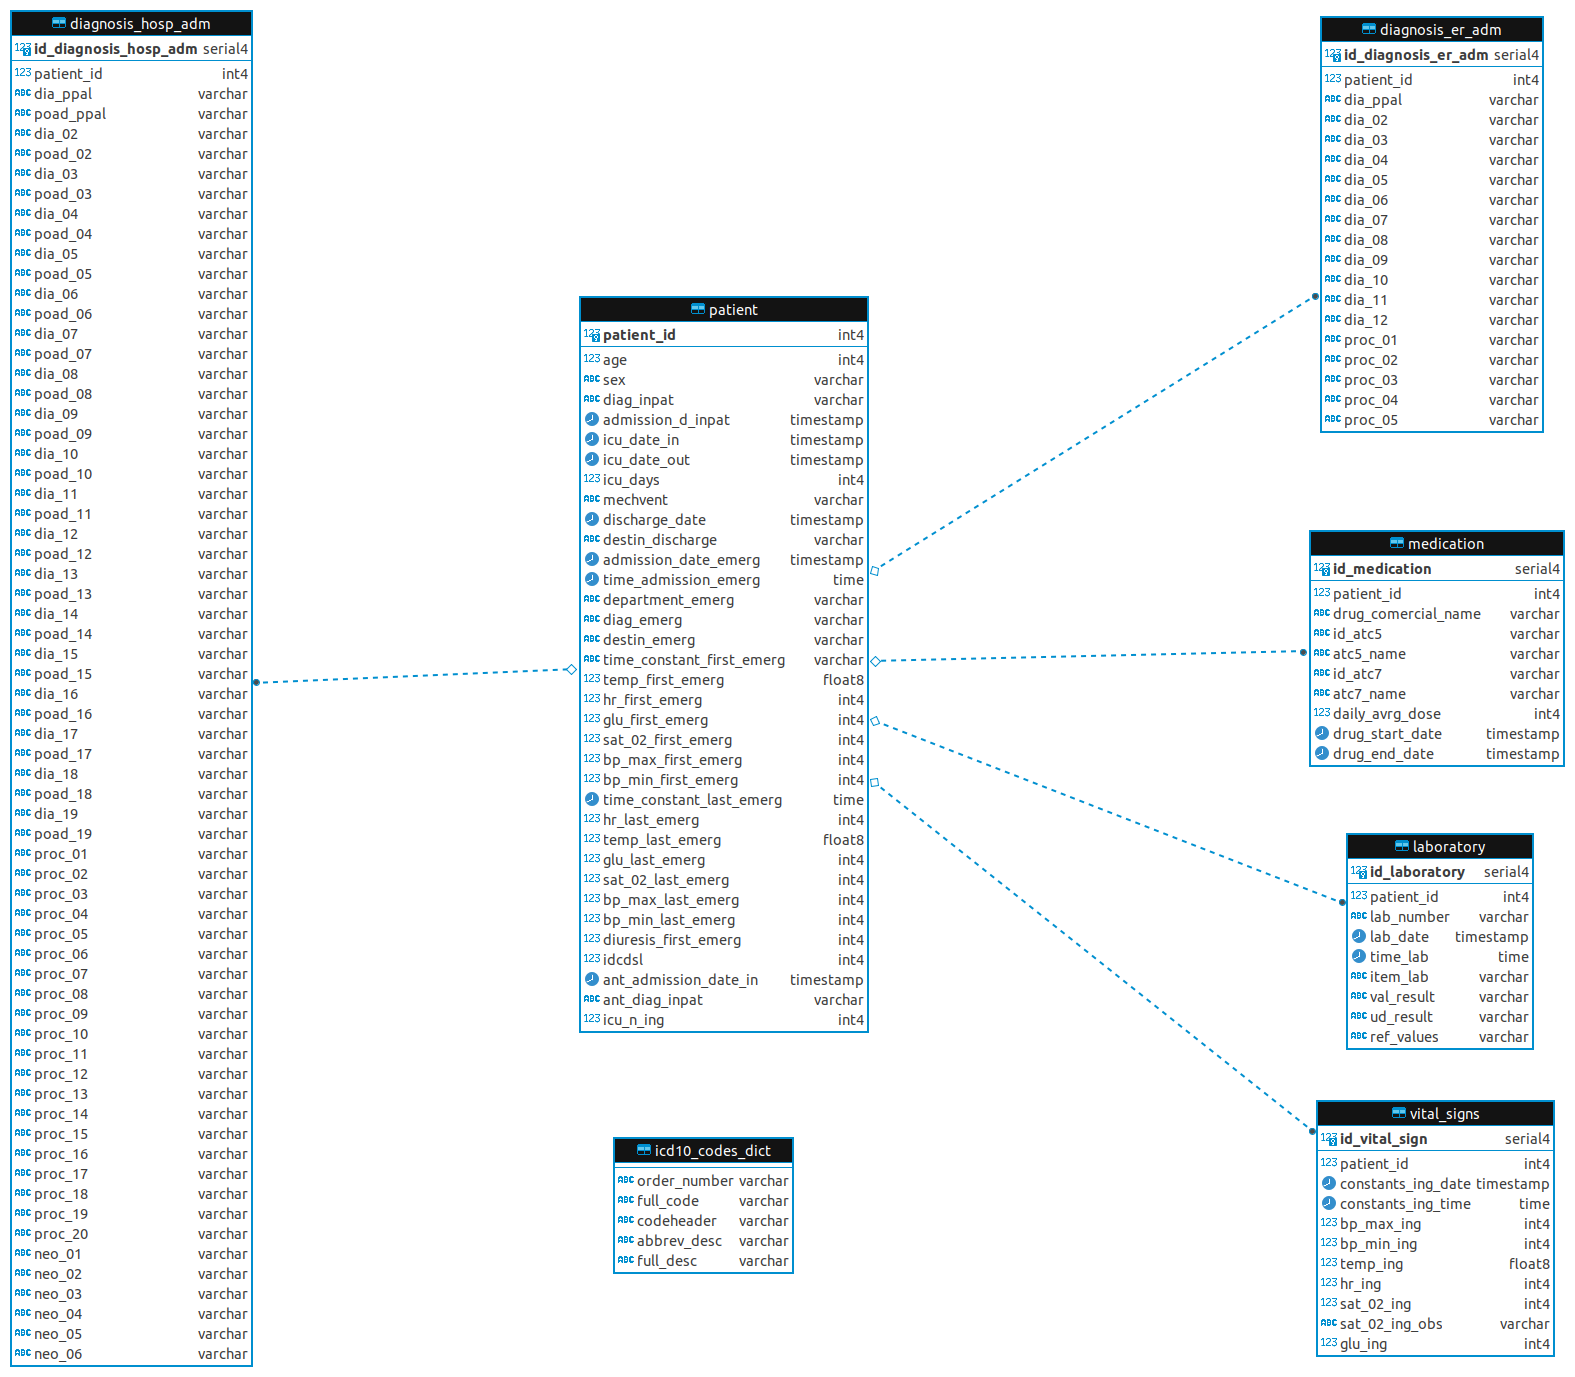 diagnosis_hosp_adm
id_diagnosis_hosp_adm serial4
patient_id int4
dia_ppal varchar
poad_ppal varchar
dia_02 varchar
poad_02 varchar
dia_03 varchar
poad_03 varchar
dia_04 varchar
poad_04 varchar
dia_05 varchar
poad_05 varchar
dia_06 varchar
poad_06 varchar
dia_07 varchar
poad_07 varchar
dia_08 varchar
poad_08 varchar
dia_09 varchar
poad_09 varchar
dia_10 varchar
poad_10 varchar
dia_11 varchar
poad_11 varchar
dia_12 varchar
poad_12 varchar
dia_13 varchar
poad_13 varchar
dia_14 varchar
poad_14 varchar
dia_15 varchar
poad_15 varchar
dia_16 varchar
poad_16 varchar
dia_17 varchar
poad_17 varchar
dia_18 varchar
poad_18 varchar
dia_19 varchar
poad_19 varchar
proc_01 varchar
proc_02 varchar
proc_03 varchar
proc_04 varchar
proc_05 varchar
proc_06 varchar
proc_07 varchar
proc_08 varchar
proc_09 varchar
proc_10 varchar
proc_11 varchar
proc_12 varchar
proc_13 varchar
proc_14 varchar
proc_15 varchar
proc_16 varchar
proc_17 varchar
proc_18 varchar
proc_19 varchar
proc_20 varchar
neo_01 varchar
neo_02 varchar
neo_03 varchar
neo_04 varchar
neo_05 varchar
neo_06 varchar
patient
patient_id int4
age int4
sex varchar
diag_inpat varchar
admission_d_inpat timestamp
icu_date_in timestamp
icu_date_out timestamp
icu_days int4
mechvent varchar
discharge_date timestamp
destin_discharge varchar
admission_date_emerg timestamp
time_admission_emerg time
department_emerg varchar
diag_emerg varchar
destin_emerg varchar
time_constant_first_emerg varchar
temp_first_emerg float8
hr_first_emerg int4
glu_first_emerg int4
sat_02_first_emerg int4
bp_max_first_emerg int4
bp_min_first_emerg int4
time_constant_last_emerg time
hr_last_emerg int4
temp_last_emerg float8
glu_last_emerg int4
sat_02_last_emerg int4
bp_max_last_emerg int4
bp_min_last_emerg int4
diuresis_first_emerg int4
idcdsl int4
ant_admission_date_in timestamp
ant_diag_inpat varchar
icu_n_ing int4
icd10_codes_dict
order_number varchar
full_code varchar
codeheader varchar
abbrev_desc varchar
full_desc varchar
diagnosis_er_adm
id_diagnosis_er_adm serial4
patient_id int4
dia_ppal varchar
dia_02 varchar
dia_03 varchar
dia_04 varchar
dia_05 varchar
dia_06 varchar
dia_07 varchar
dia_08 varchar
dia_09 varchar
dia_10 varchar
dia_11 varchar
dia_12 varchar
proc_01 varchar
proc_02 varchar
proc_03 varchar
proc_04 varchar
proc_05 varchar
medication
id_medication serial4
patient_id int4
drug_comercial_name varchar
id_atc5 varchar
atc5_name varchar
id_atc7 varchar
atc7_name varchar
daily_avrg_dose int4
drug_start_date timestamp
drug_end_date timestamp
laboratory
id_laboratory serial4
patient_id int4
lab_number varchar
lab_date timestamp
time_lab time
item_lab varchar
val_result varchar
ud_result varchar
ref_values varchar
vital_signs
id_vital_sign serial4
patient_id int4
constants_ing_date timestamp
constants_ing_time time
bp_max_ing int4
bp_min_ing int4
temp_ing float8
hr_ing int4
sat_02_ing int4
sat_02_ing_obs varchar
glu_ing int4